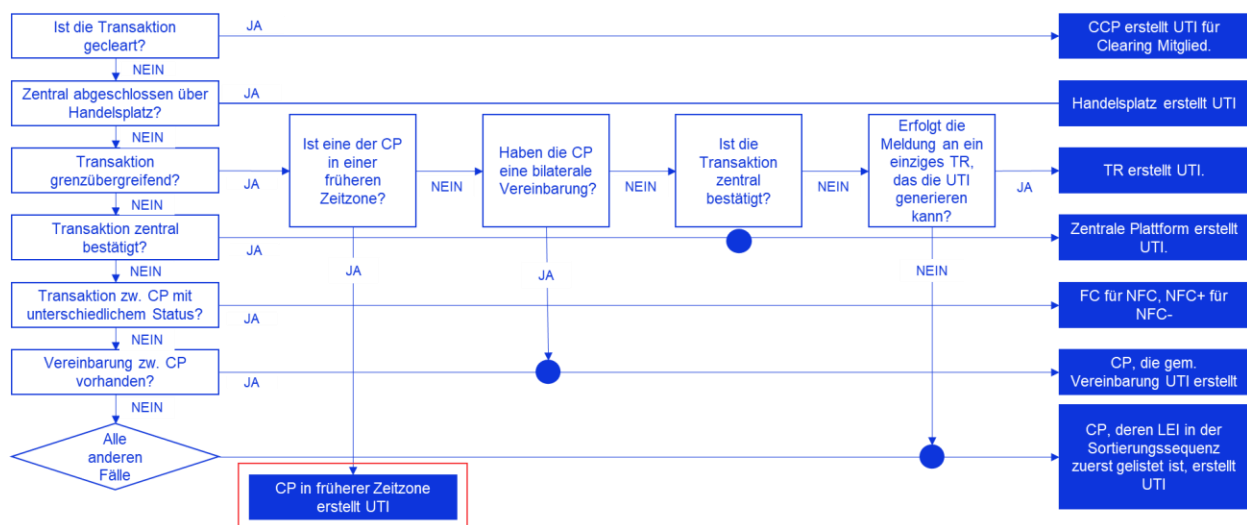 Ist die Transaktion
gecleart?
JA
CCP erstellt UTI für
Clearing Mitglied.
NEIN
Zentral abgeschlossen über
Handelsplatz?
JA
Handelsplatz erstellt UTI
NEIN
Transaktion
grenzübergreifend?
JA
Ist eine der CP
in einer
früheren
Zeitzone?
NEIN
Haben die CP
eine bilaterale
Vereinbarung?
NEIN
Ist die
Transaktion
zentral
bestätigt?
NEIN
Erfolgt die
Meldung an ein
einziges TR,
das die UTI
generieren
kann?
JA
TR erstellt UTI.
NEIN
Transaktion zentral
bestätigt?
JA
Zentrale Plattform erstellt
UTI.
JA
JA
NEIN
NEIN
Transaktion zw. CP mit
unterschiedlichem Status?
JA
FC für NFC, NFC+ für
NFC-
NEIN
Vereinbarung zw. CP
vorhanden?
JA
CP, die gem.
Vereinbarung UTI erstellt
NEIN
Alle
anderen
Fälle
CP, deren LEI in der
Sortierungssequenz
zuerst gelistet ist, erstellt
UTI
CP in früherer Zeitzone
erstellt UTI